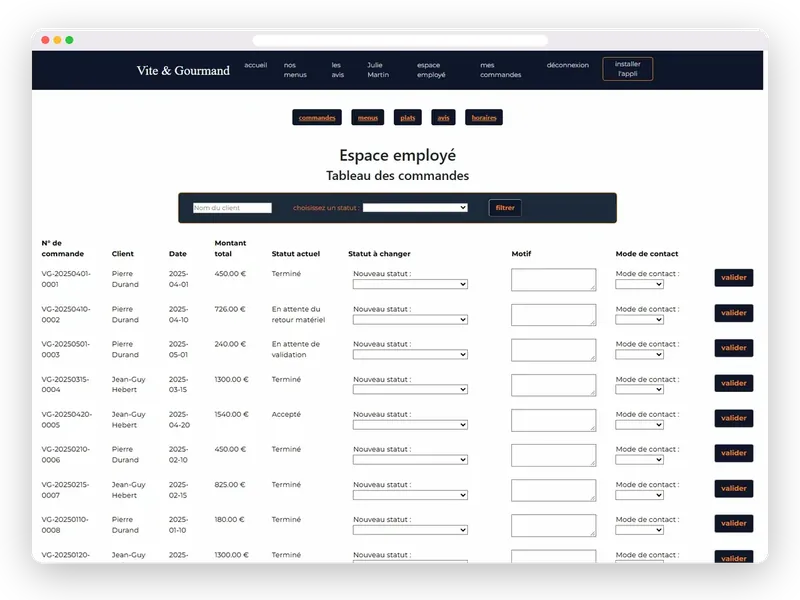 Vite & Gourmand accueil nos menus les avis Julie Martin espace employé mes commandes déconnexion installer l'appli
commandes menus plats avis horaires
Espace employé
Tableau des commandes
Nom du client choisissez un statut : filtrer
N° de commande Client Date Montant total Statut actuel Statut à changer Motif Mode de contact
VG-20250401-0001 Pierre Durand 2025-04-01 450.00 € Terminé Nouveau statut : Mode de contact : valider
VG-20250410-0002 Pierre Durand 2025-04-10 726.00 € En attente du retour matériel Nouveau statut : Mode de contact : valider
VG-20250501-0003 Pierre Durand 2025-05-01 240.00 € En attente de validation Nouveau statut : Mode de contact : valider
VG-20250315-0004 Jean-Guy Hebert 2025-03-15 1300.00 € Terminé Nouveau statut : Mode de contact : valider
VG-20250420-0005 Jean-Guy Hebert 2025-04-20 1540.00 € Accepté Nouveau statut : Mode de contact : valider
VG-20250210-0006 Pierre Durand 2025-02-10 450.00 € Terminé Nouveau statut : Mode de contact : valider
VG-20250215-0007 Jean-Guy Hebert 2025-02-15 825.00 € Terminé Nouveau statut : Mode de contact : valider
VG-20250110-0008 Pierre Durand 2025-01-10 180.00 € Terminé Nouveau statut : Mode de contact : valider
VG-20250120- Jean-Guy 2025- 1300.00 € Terminé Nouveau statut : Mode de contact : valider